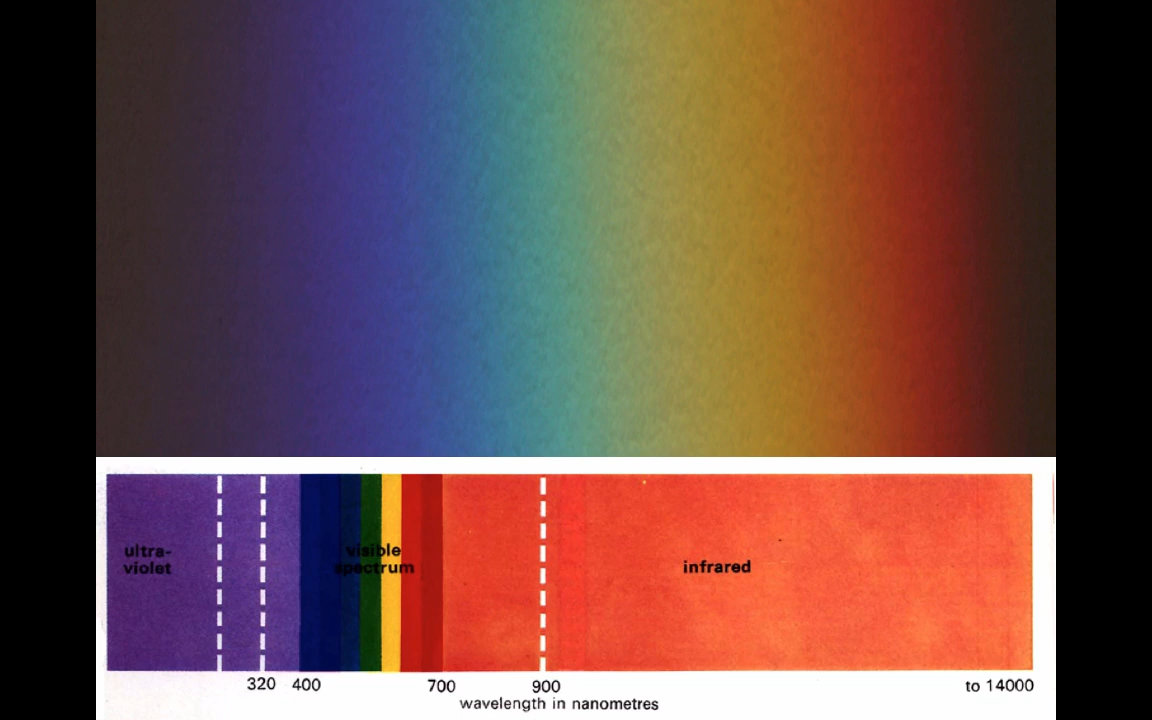 ultra-
violet
visible
spectrum
infrared
320 400 700 900 to 14000
wavelength in nanometres